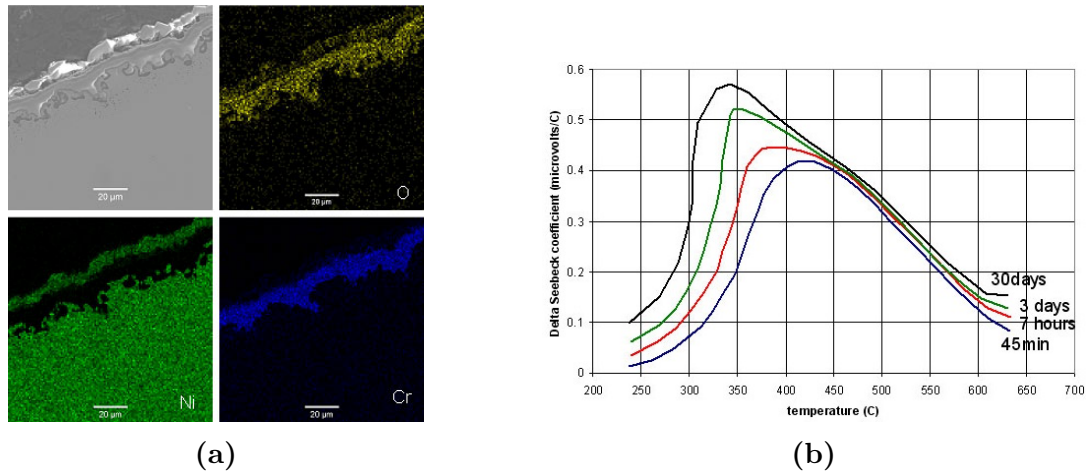 20 µm
20 µm
O
20 µm
Ni
20 µm
Cr
(a)
Delta Seebeck coefficient (microvolts/C)
0.6
0.5
0.4
0.3
0.2
0.1
0
30days
3 days
7 hours
45min
200 250 300 350 400 450 500 550 600 650 700
temperature (C)
(b)